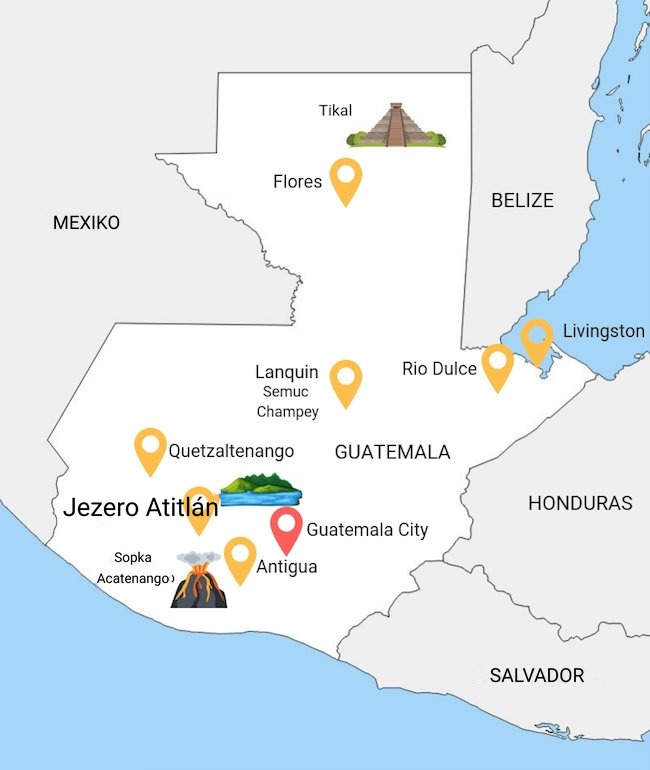 Tikal
Flores
BELIZE
MEXIKO
Livingston
Rio Dulce
Lanquin
Semuc
Champey
Quetzaltenango
GUATEMALA
Jezero Atitlán
HONDURAS
Guatemala City
Sopka
Acatenango
Antigua
SALVADOR